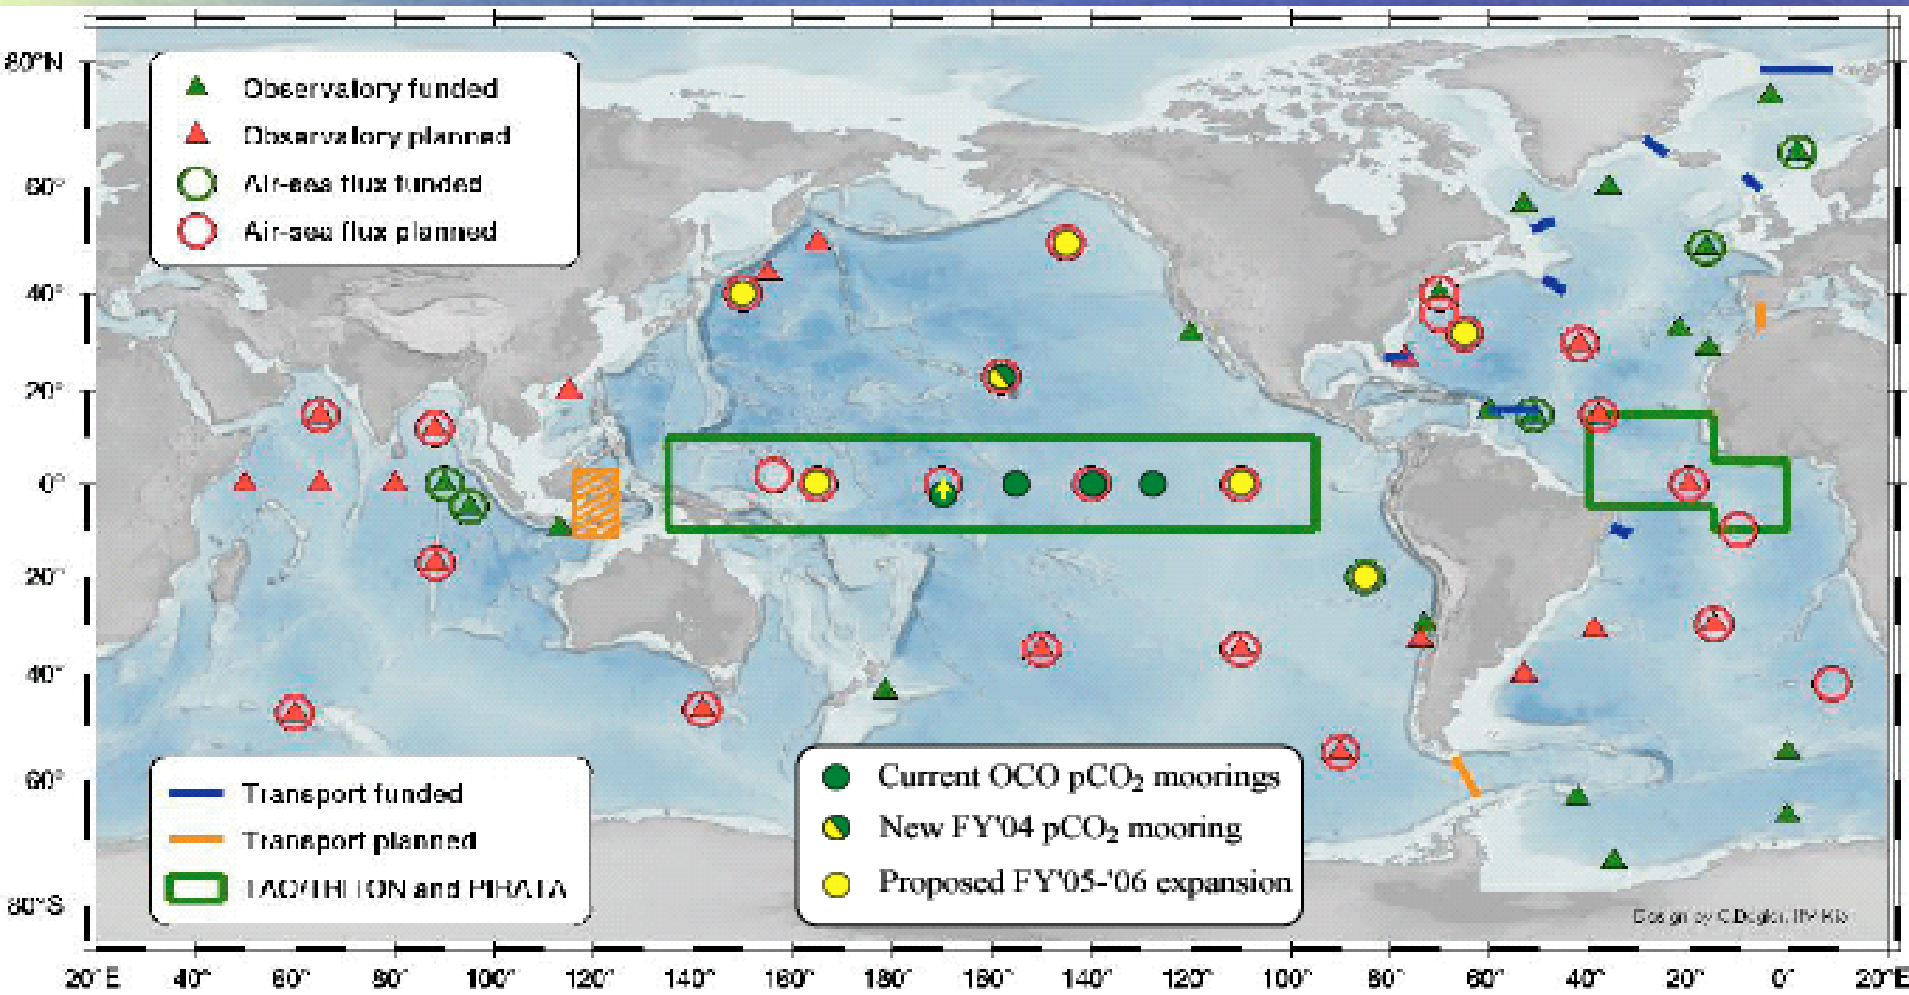 80°N
60°
40°
20°
0°
20°
40°
60°
80°S
Observatory funded
Observatory planned
Air-sea flux funded
Air-sea flux planned
Transport funded
Transport planned
TAO/TRITON and PIRATA
Current OCO pCO₂ moorings
New FY'04 pCO₂ mooring
Proposed FY'05-'06 expansion
Design by
20°E 40° 60° 80° 100° 120° 140° 160° 180° 160° 140° 120° 100° 80° 60° 40° 20° 0° 20°E